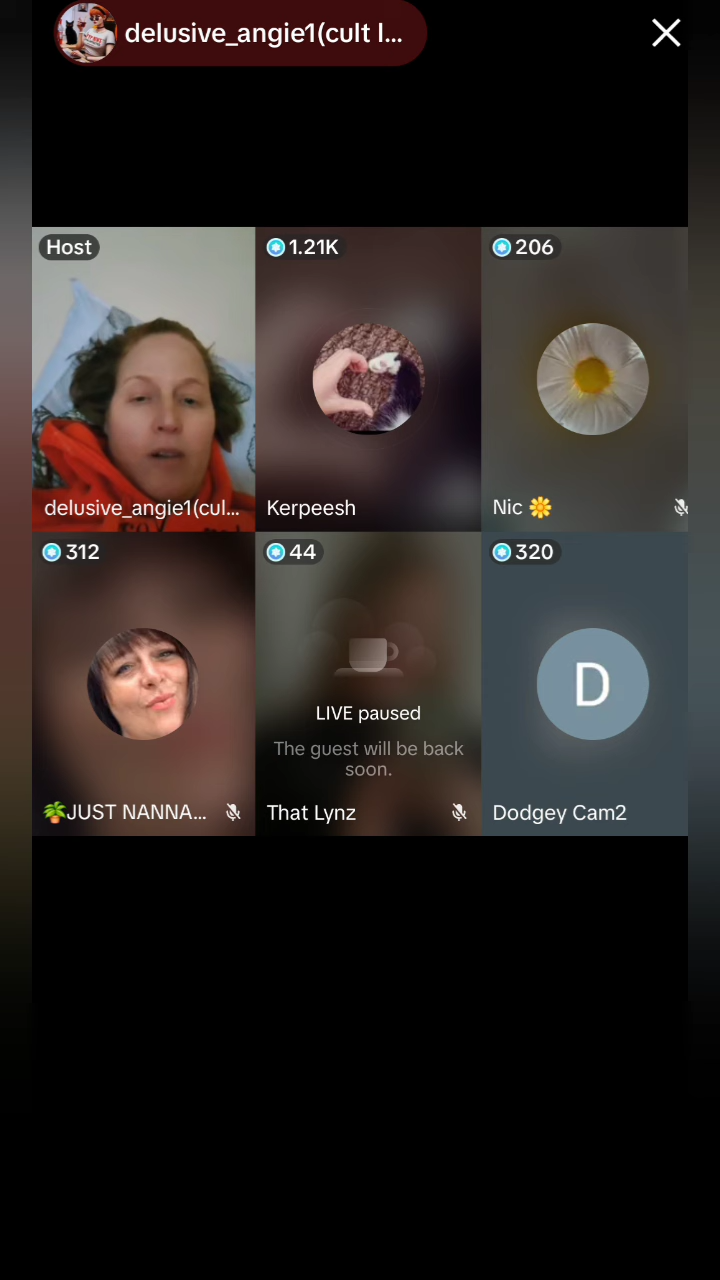 delusive_angie1(cult l...
Host
1.21K
206
delusive_angie1(cul...
Kerpeesh
Nic 🌼
312
44
320
LIVE paused
The guest will be back
soon.
D
🪴JUST NANNA...
That Lynz
Dodgey Cam2